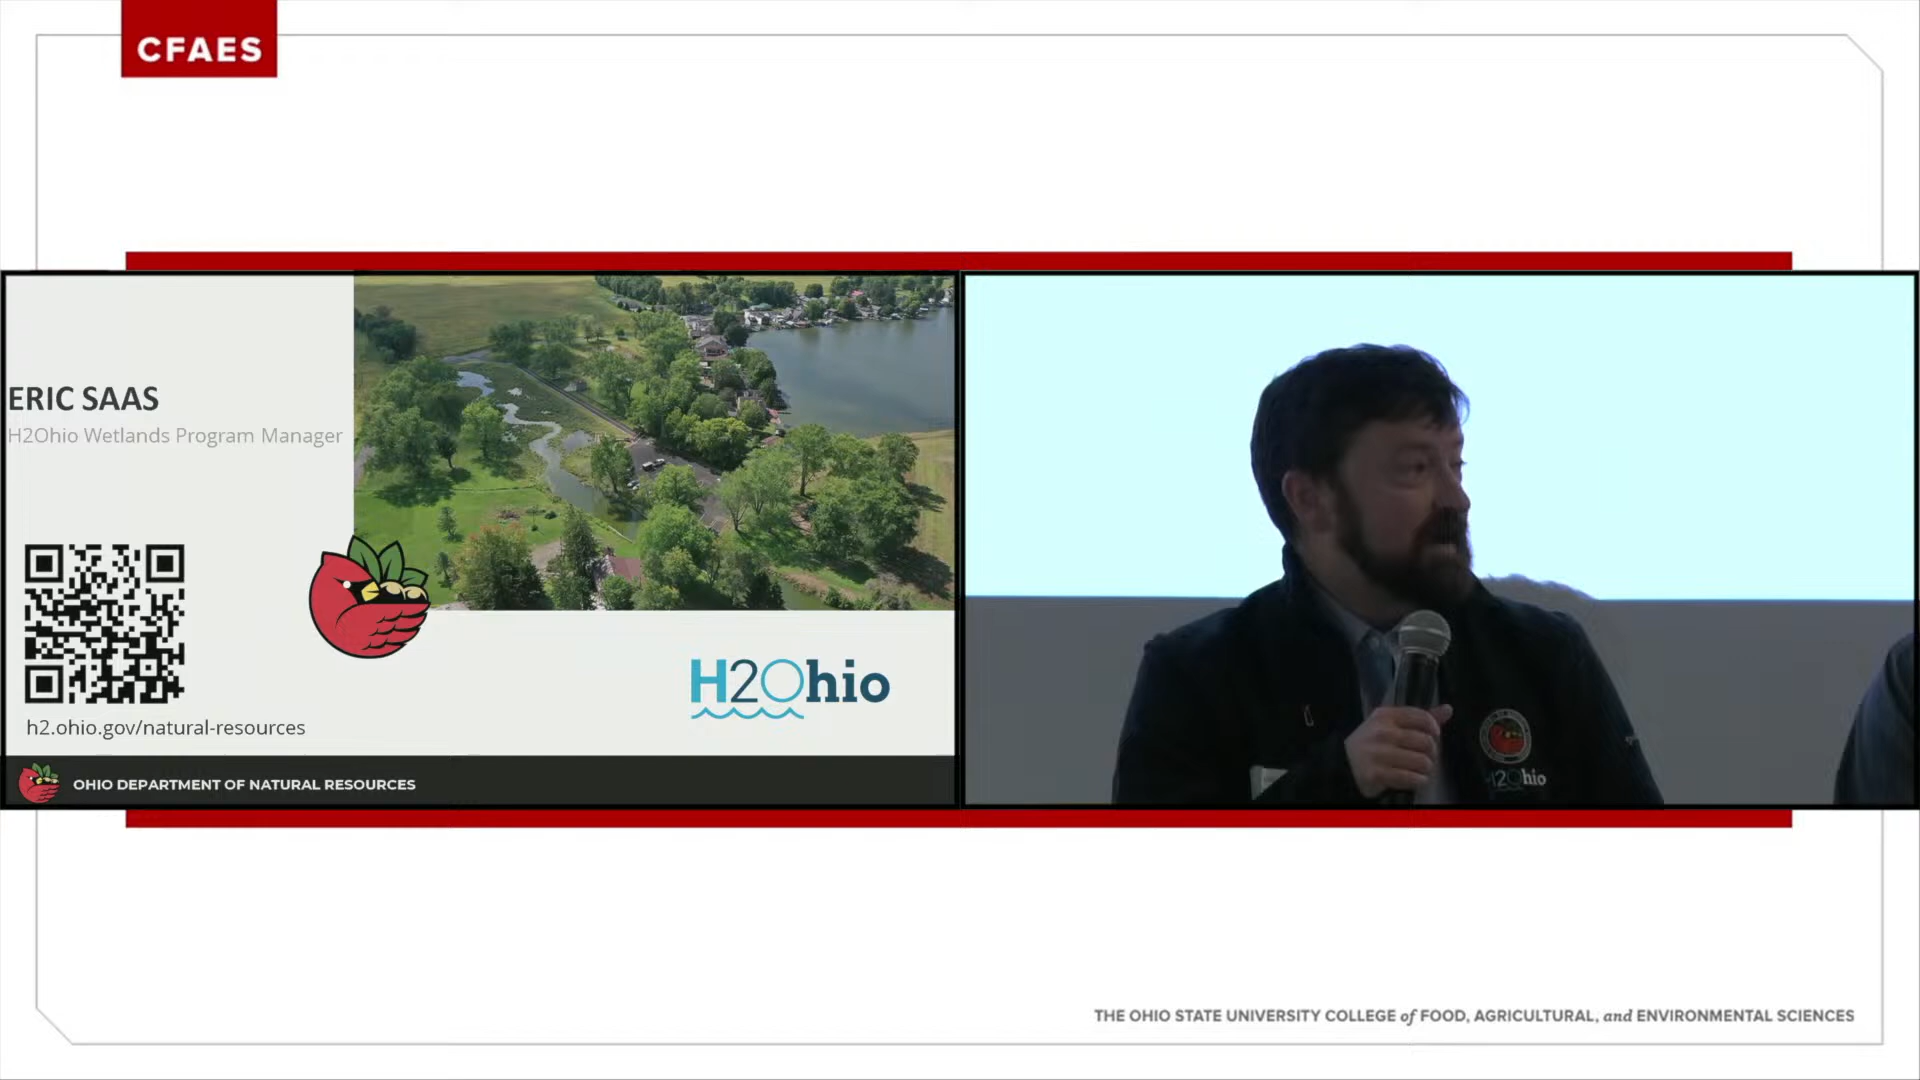 CFAES
ERIC SAAS
H2Ohio Wetlands Program Manager
h2.ohio.gov/natural-resources
H2Ohio
OHIO DEPARTMENT OF NATURAL RESOURCES
H2Ohio
THE OHIO STATE UNIVERSITY COLLEGE of FOOD, AGRICULTURAL, and ENVIRONMENTAL SCIENCES